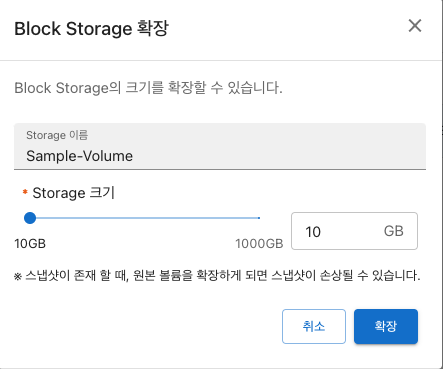 Block Storage 확장
Block Storage의 크기를 확장할 수 있습니다.
Storage 이름
Sample-Volume
* Storage 크기
10GB
1000GB
10 GB
※ 스냅샷이 존재 할 때, 원본 볼륨을 확장하게 되면 스냅샷이 손상될 수 있습니다.
취소
확장